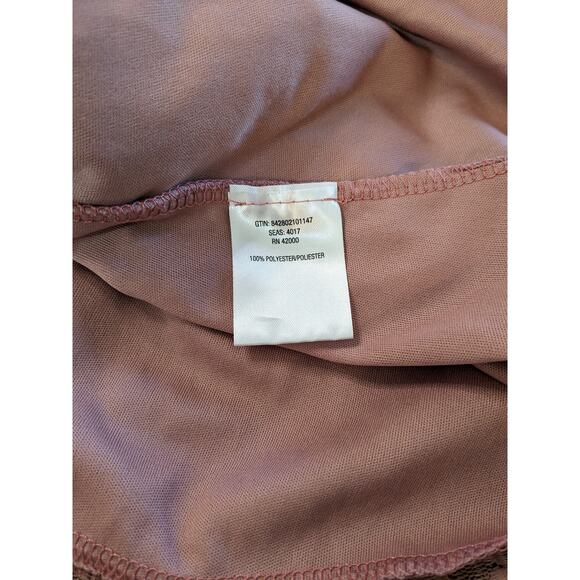 GTIN: 842802101147
SEAS: 4017
RN 42000
100% POLYESTER/POLIESTER